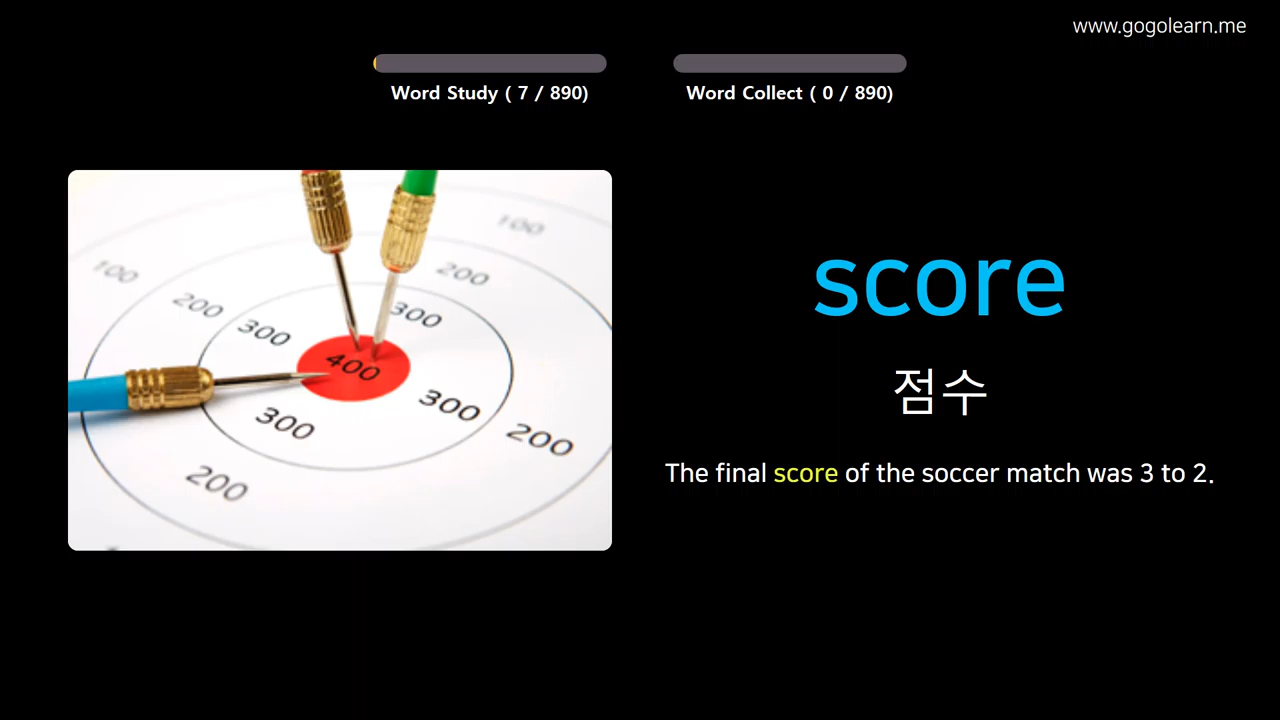 www.gogolearn.me
Word Study ( 7 / 890)
Word Collect ( 0 / 890)
100
100
200
200
300
300
400
300
300
200
200
score
점수
The final score of the soccer match was 3 to 2.